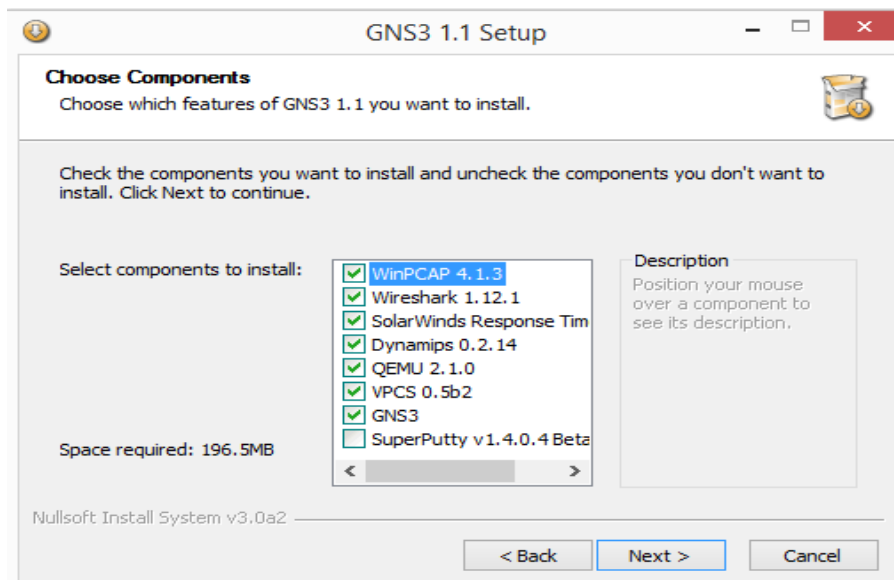 GNS3 1.1 Setup
Choose Components
Choose which features of GNS3 1.1 you want to install.
Check the components you want to install and uncheck the components you don't want to
install. Click Next to continue.
Select components to install:
WinPCAP 4.1.3
Wireshark 1.12.1
SolarWinds Response Tim
Dynamips 0.2.14
QEMU 2.1.0
VPCS 0.5b2
GNS3
SuperPutty v1.4.0.4 Beta
Description
Position your mouse
over a component to
see its description.
Space required: 196.5MB
Nullsoft Install System v3.0a2
< Back
Next >
Cancel